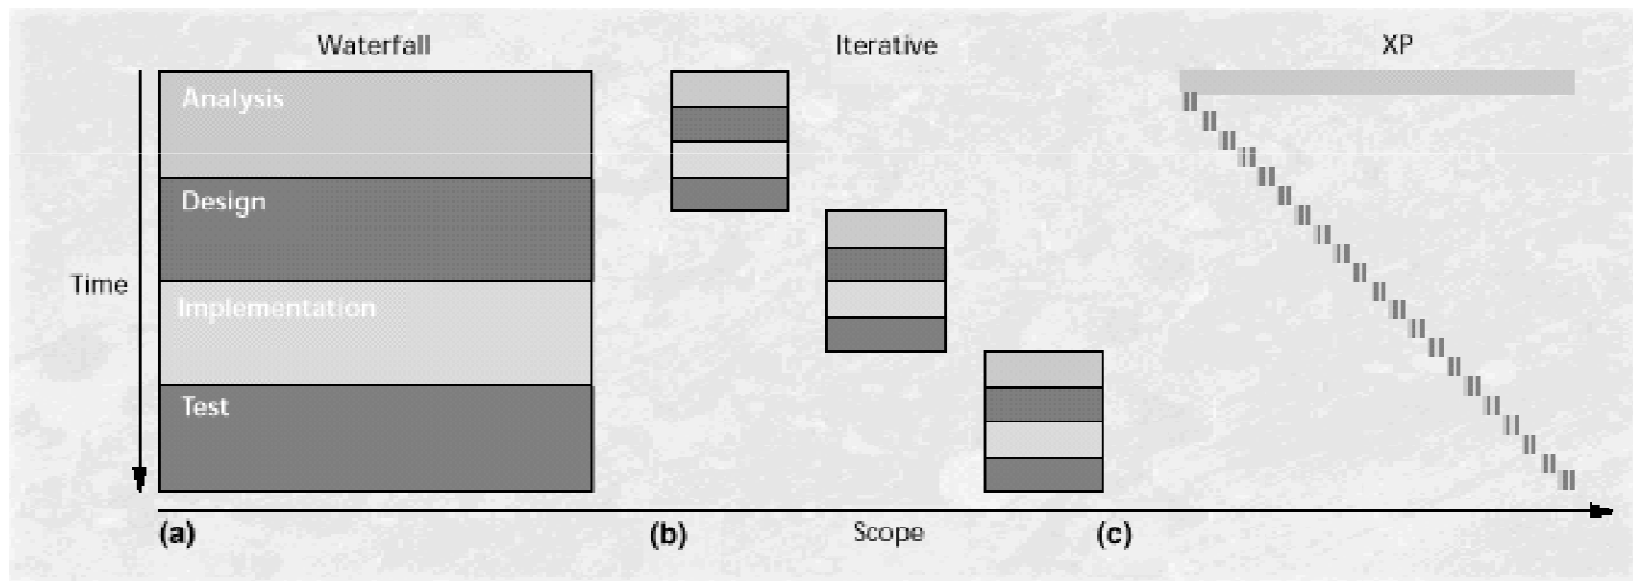 Waterfall
Iterative
XP
Analysis
Design
Time
Implementation
Test
(a)
(b)
Scope
(c)